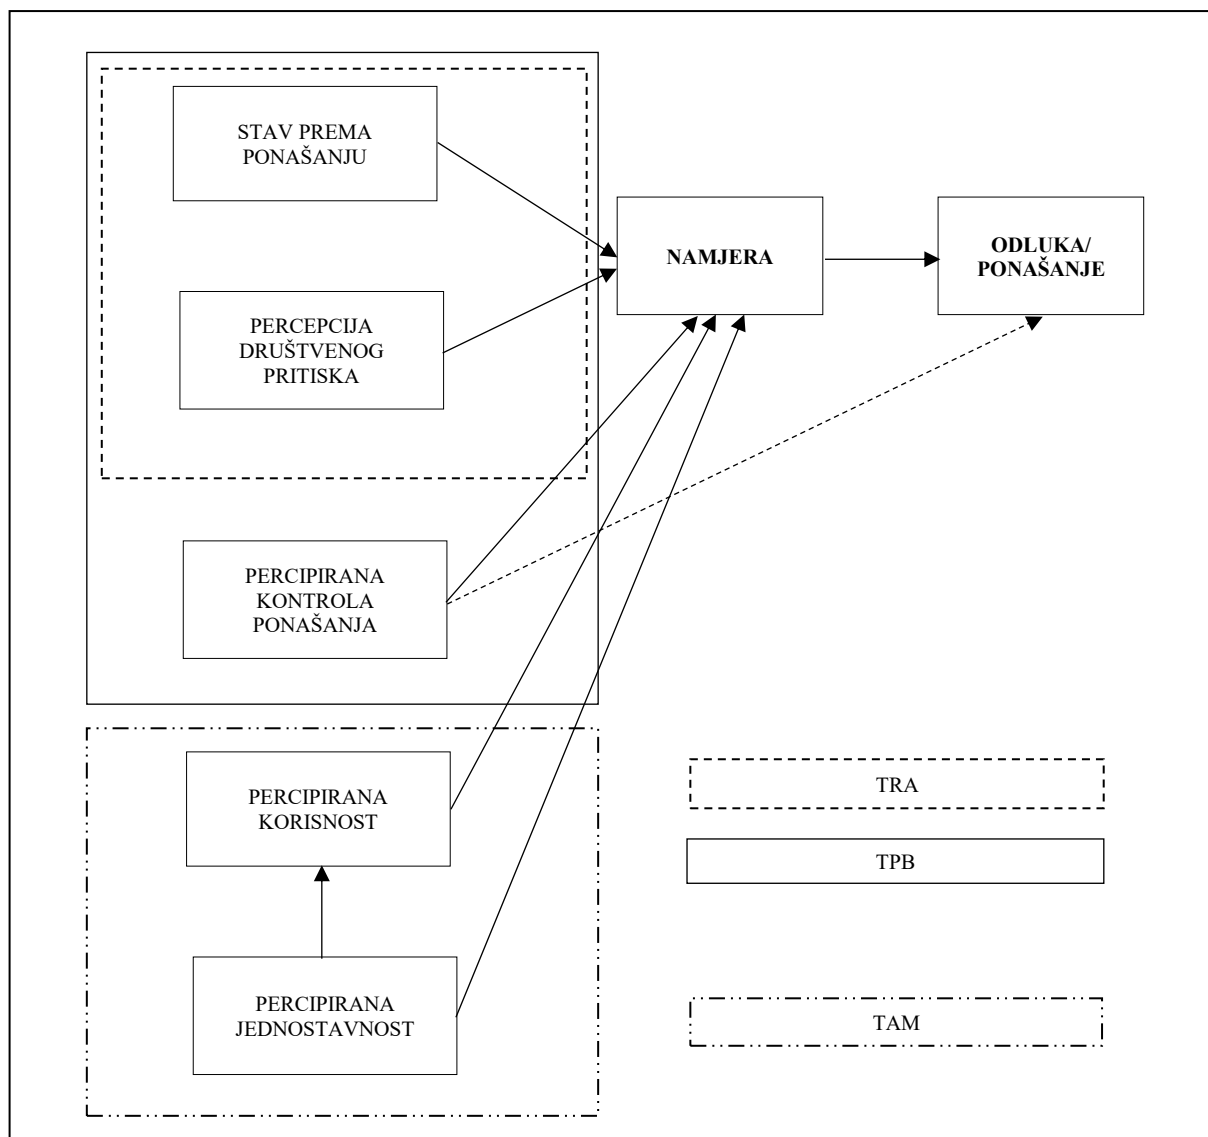 STAV PREMA
PONAŠANJU
NAMJERA
ODLUKA/
PONAŠANJE
PERCEPCIJA
DRUŠTVENOG
PRITISKA
PERCIPIRANA
KONTROLA
PONAŠANJA
PERCIPIRANA
KORISNOST
PERCIPIRANA
JEDNOSTAVNOST
TRA
TPB
TAM